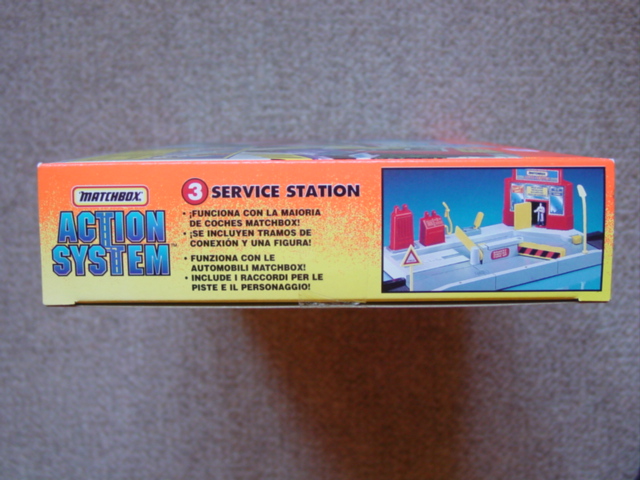 MATCHBOX
ACTION
SYSTEM™
3 SERVICE STATION
• ¡FUNCIONA CON LA MAIORIA
DE COCHES MATCHBOX!
• ¡SE INCLUYEN TRAMOS DE
CONEXIÓN Y UNA FIGURA!
• FUNZIONA CON LE
AUTOMOBILI MATCHBOX!
• INCLUDE I RACCORDI PER LE
PISTE E IL PERSONAGGIO!